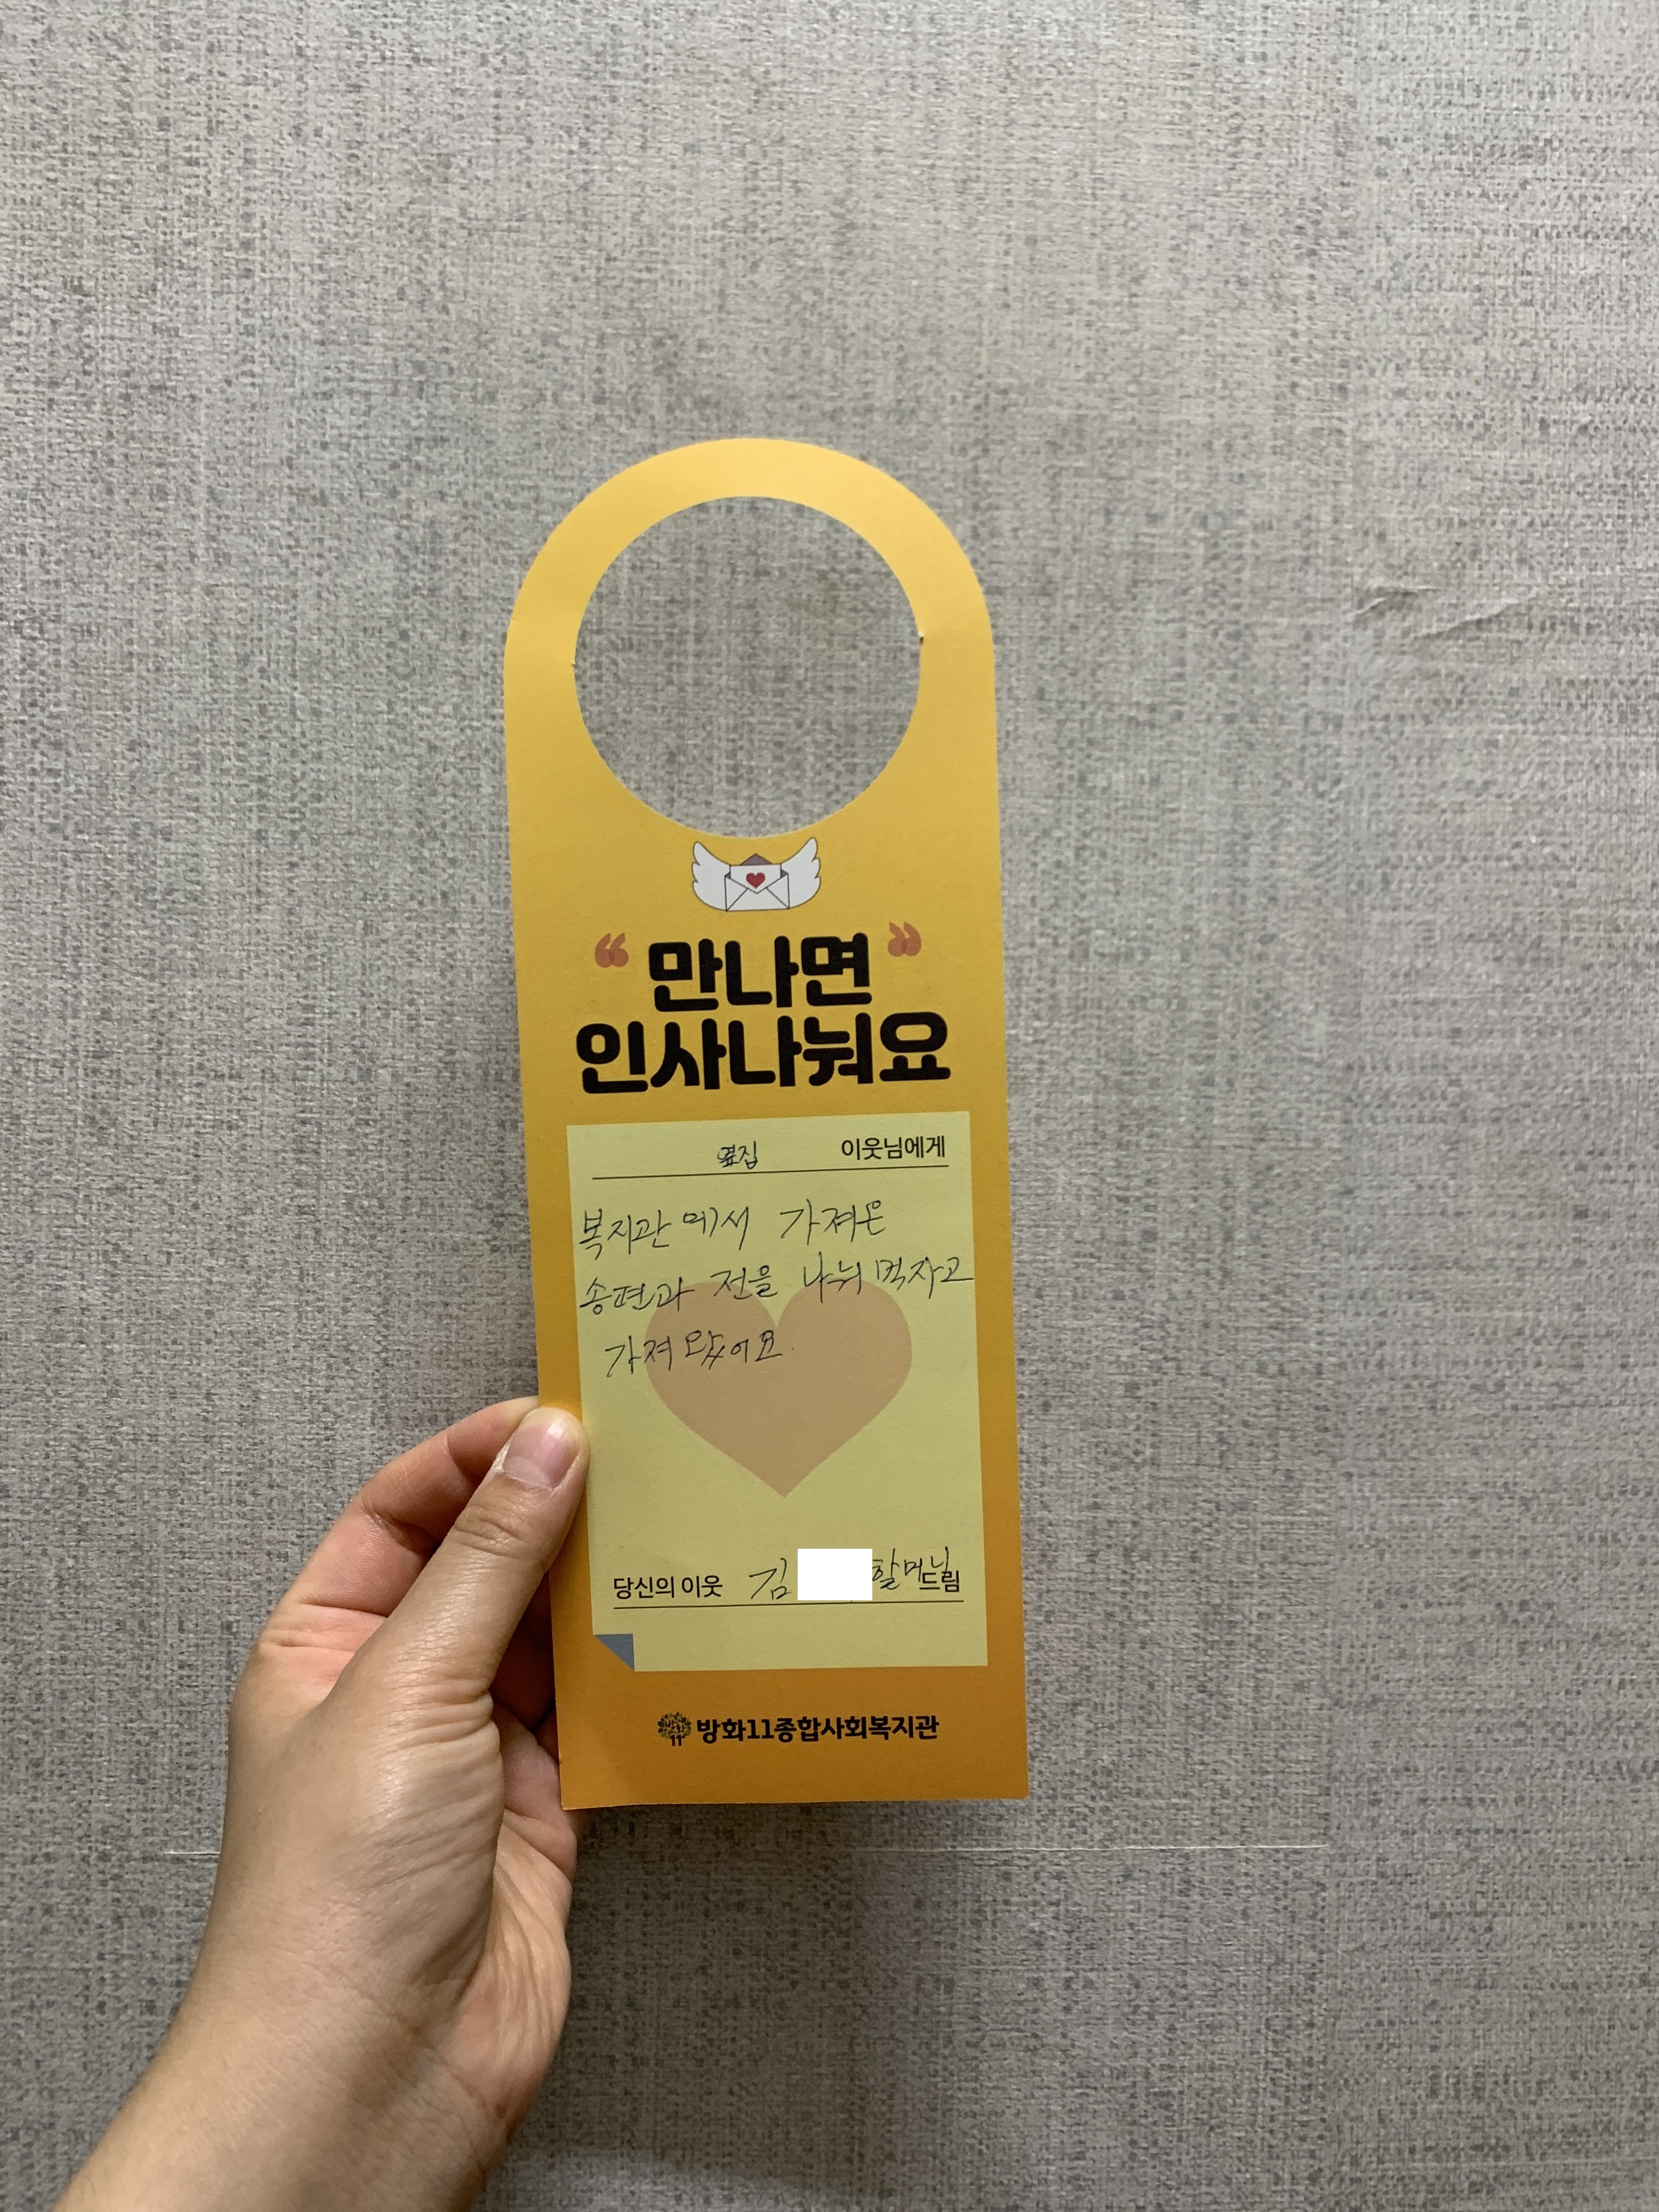 “ 만나면 ”
인사나눠요
옆집 이웃님에게
복지관에서 가져온
송편과 전을 나눠 먹자고
가져왔어요.
당신의 이웃 김 할머님 드림
방화11종합사회복지관